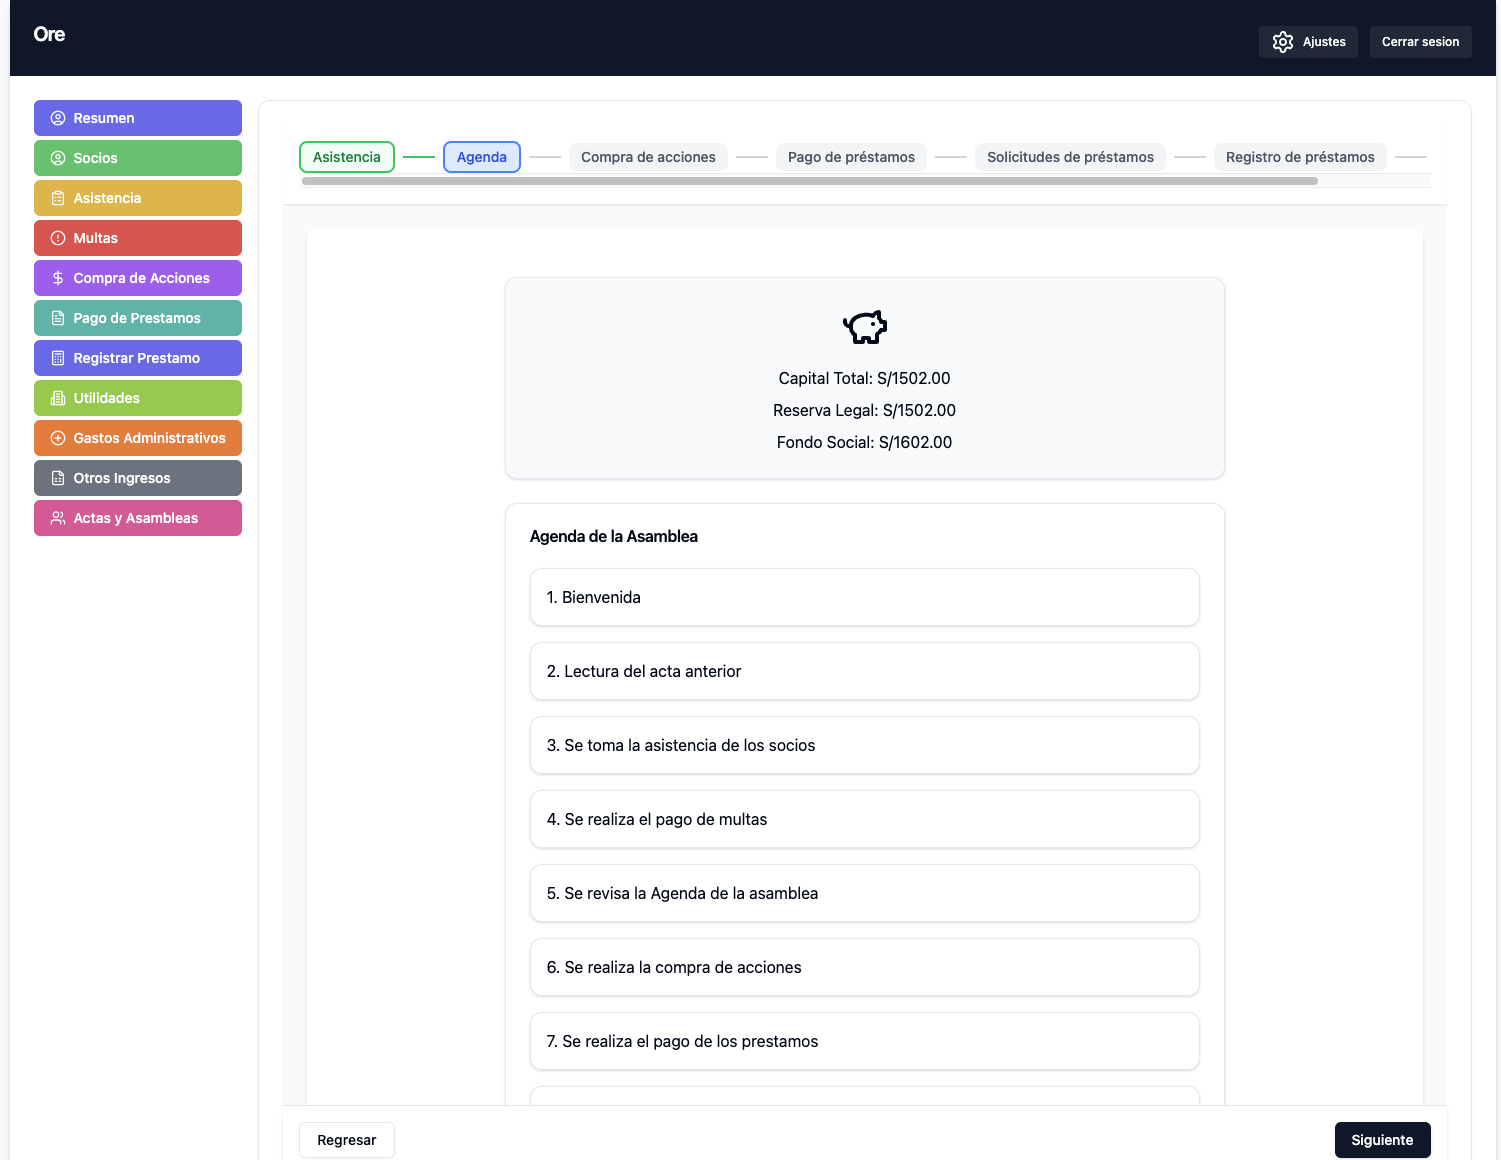 Ore
Ajustes
Cerrar sesion
Resumen
Socios
Asistencia
Multas
Compra de Acciones
Pago de Prestamos
Registrar Prestamo
Utilidades
Gastos Administrativos
Otros Ingresos
Actas y Asambleas
Asistencia
Agenda
Compra de acciones
Pago de préstamos
Solicitudes de préstamos
Registro de préstamos
Capital Total: S/1502.00
Reserva Legal: S/1502.00
Fondo Social: S/1602.00
Agenda de la Asamblea
1. Bienvenida
2. Lectura del acta anterior
3. Se toma la asistencia de los socios
4. Se realiza el pago de multas
5. Se revisa la Agenda de la asamblea
6. Se realiza la compra de acciones
7. Se realiza el pago de los prestamos
Regresar
Siguiente